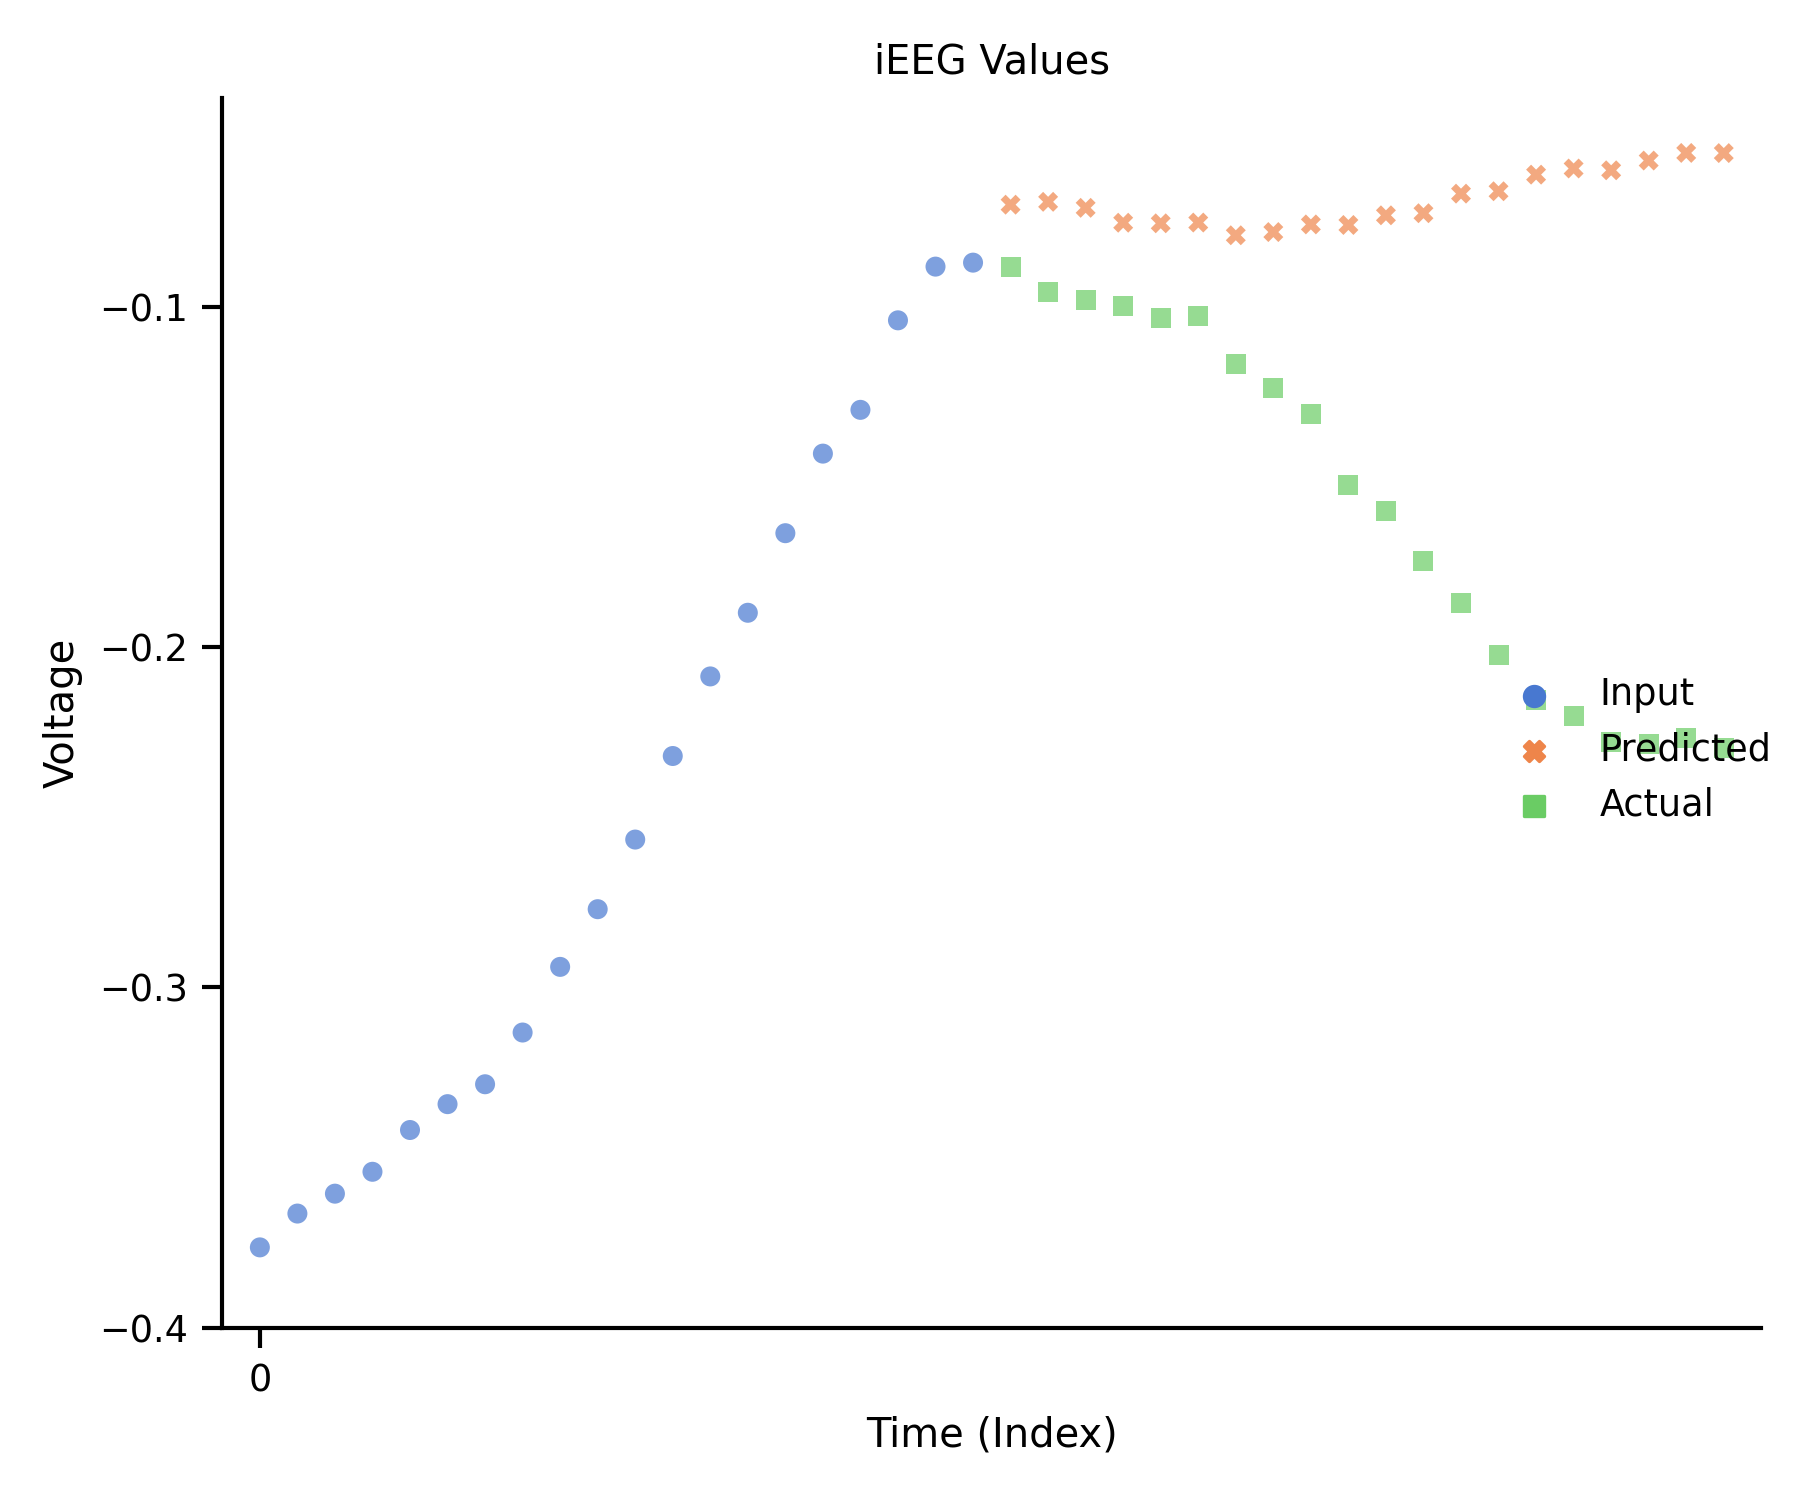 iEEG Values
Voltage
−0.1
−0.2
−0.3
−0.4
0
Time (Index)
Input
Predicted
Actual